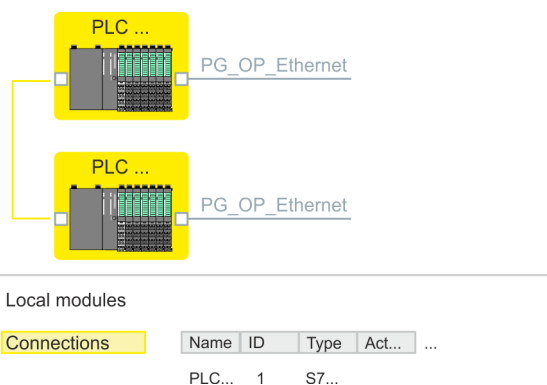 PLC ...
PG_OP_Ethernet
PLC ...
PG_OP_Ethernet
Local modules
Connections Name ID Type Act... ...
PLC... 1 S7...